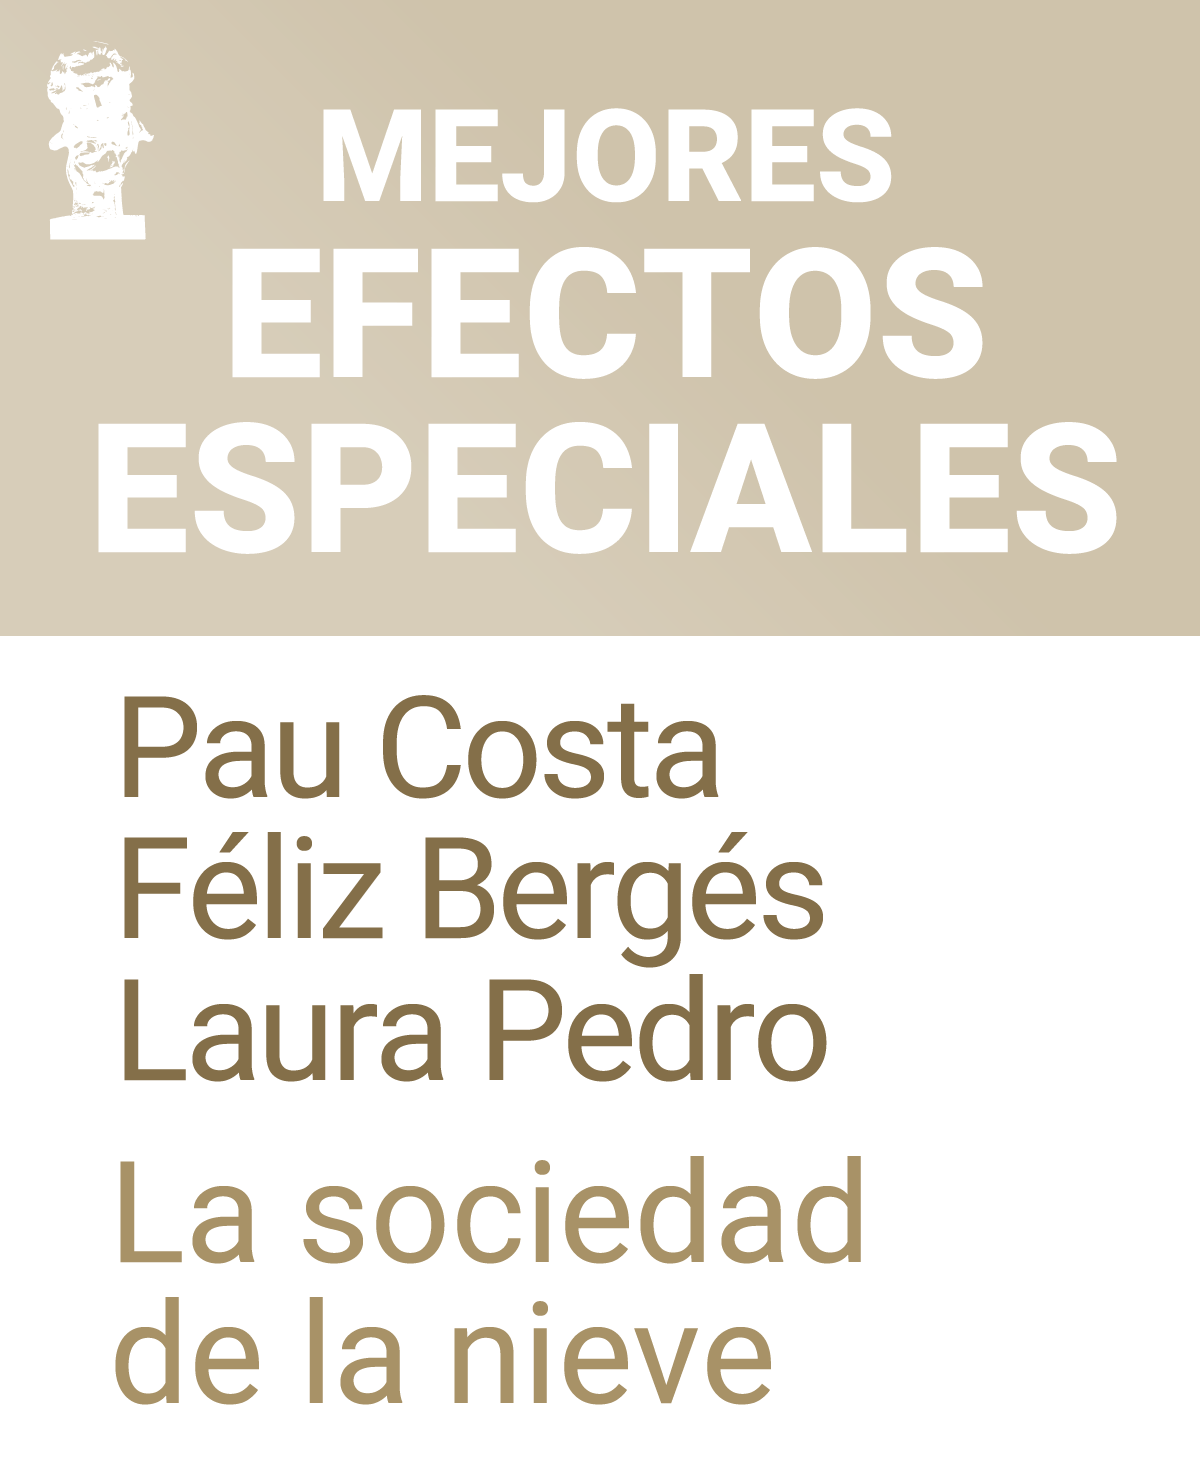 MEJORES
EFECTOS
ESPECIALES
Pau Costa
Féliz Bergés
Laura Pedro
La sociedad
de la nieve